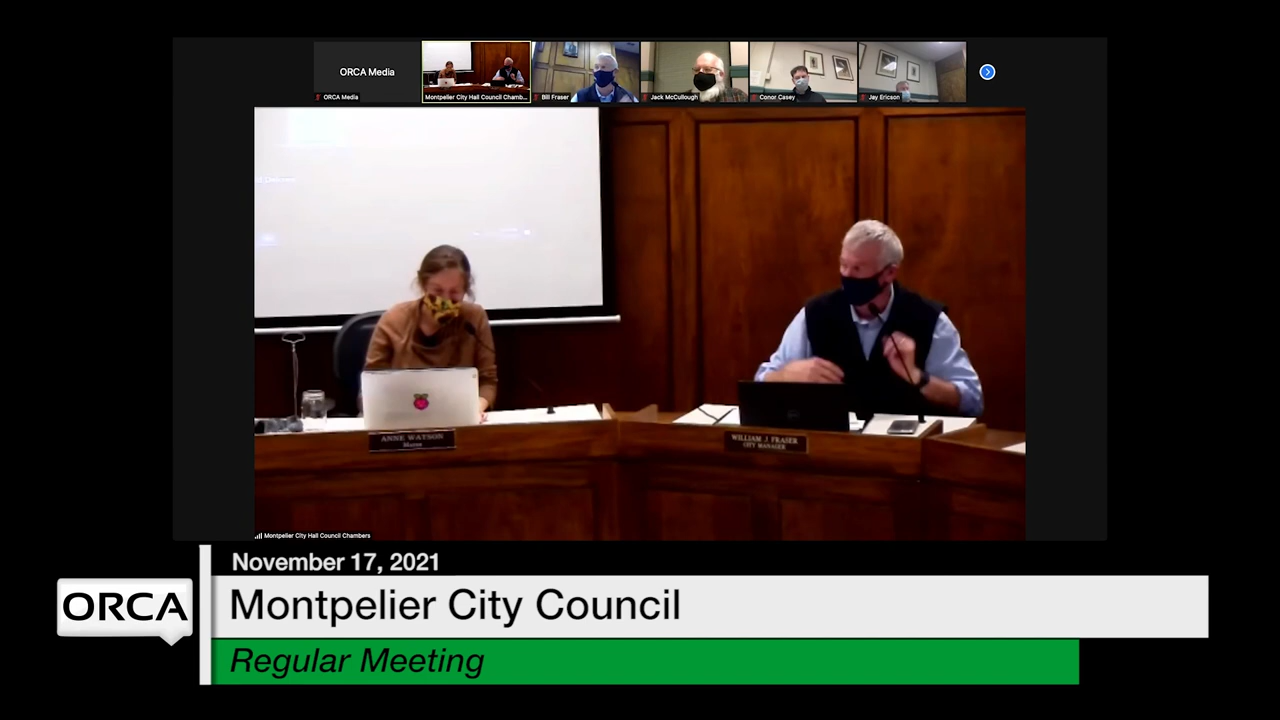 ORCA Media
ORCA Media
Montpelier City Hall Council Chamb...
Bill Fraser
Jack McCullough
Conor Casey
Jay Ericson
ANNE WATSON
Mayor
WILLIAM J FRASER
CITY MANAGER
Montpelier City Hall Council Chambers
November 17, 2021
ORCA
Montpelier City Council
Regular Meeting